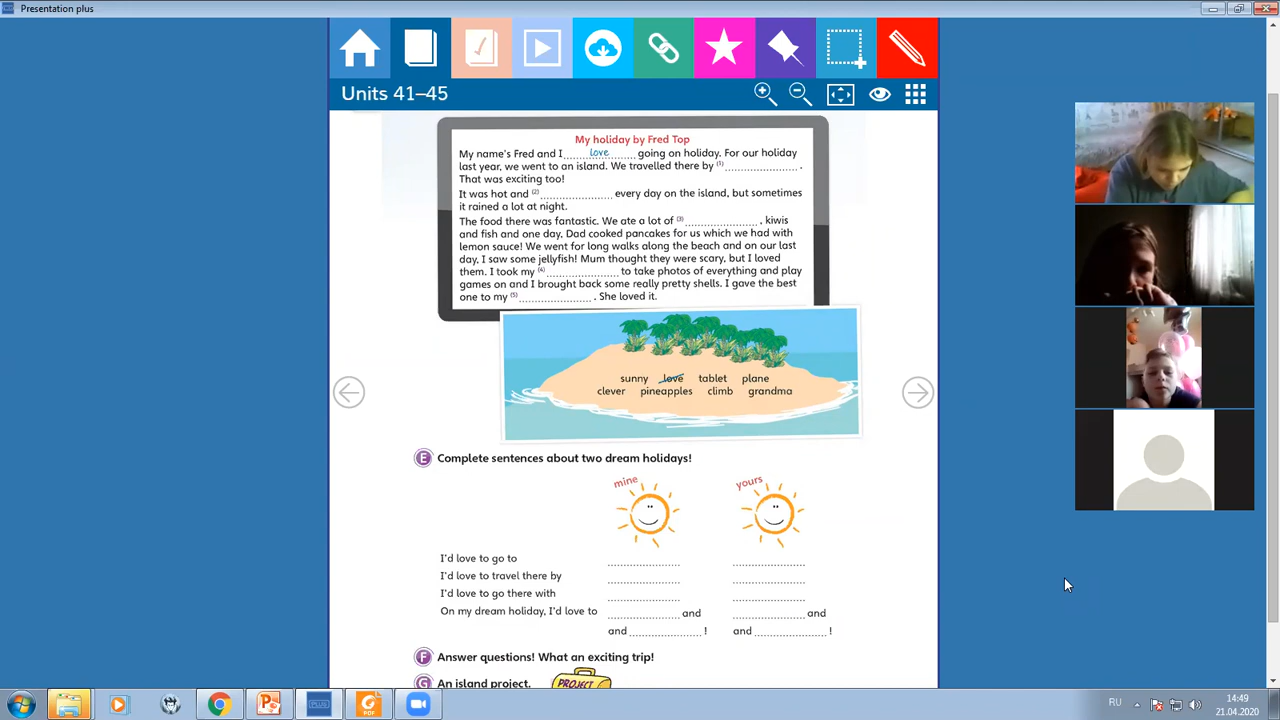 Presentation plus
Units 41–45
My holiday by Fred Top
My name's Fred and I love going on holiday. For our holiday
last year, we went to an island. We travelled there by (1) .................... .
That was exciting too!
It was hot and (2) .................... every day on the island, but sometimes
it rained a lot at night.
The food there was fantastic. We ate a lot of (3) .................... , kiwis
and fish and one day, Dad cooked pancakes for us which we had with
lemon sauce! We went for long walks along the beach and on our last
day, I saw some jellyfish! Mum thought they were scary, but I loved
them. I took my (4) .................... to take photos of everything and play
games on and I brought back some really pretty shells. I gave the best
one to my (5) .................... . She loved it.
sunny love tablet plane
clever pineapples climb grandma
E Complete sentences about two dream holidays!
mine yours
I'd love to go to .................... ....................
I'd love to travel there by .................... ....................
I'd love to go there with .................... ....................
On my dream holiday, I'd love to .................... and .................... and
and .................... ! and .................... !
F Answer questions! What an exciting trip!
G An island project. PROJECT
PLUS
PDF
RU
14:49
21.04.2020